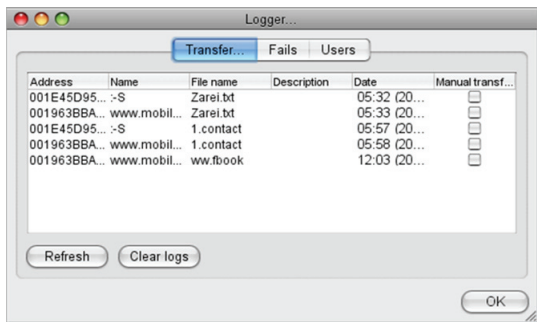 Logger...
Transfer... Fails Users
Address Name File name Description Date Manual transf...
001E45D95... :-S Zarei.txt 05:32 (20...
001963BBA... www.mobil... Zarei.txt 05:33 (20...
001E45D95... :-S 1.contact 05:57 (20...
001963BBA... www.mobil... 1.contact 05:58 (20...
001963BBA... www.mobil... ww.fbook 12:03 (20...
Refresh Clear logs
OK